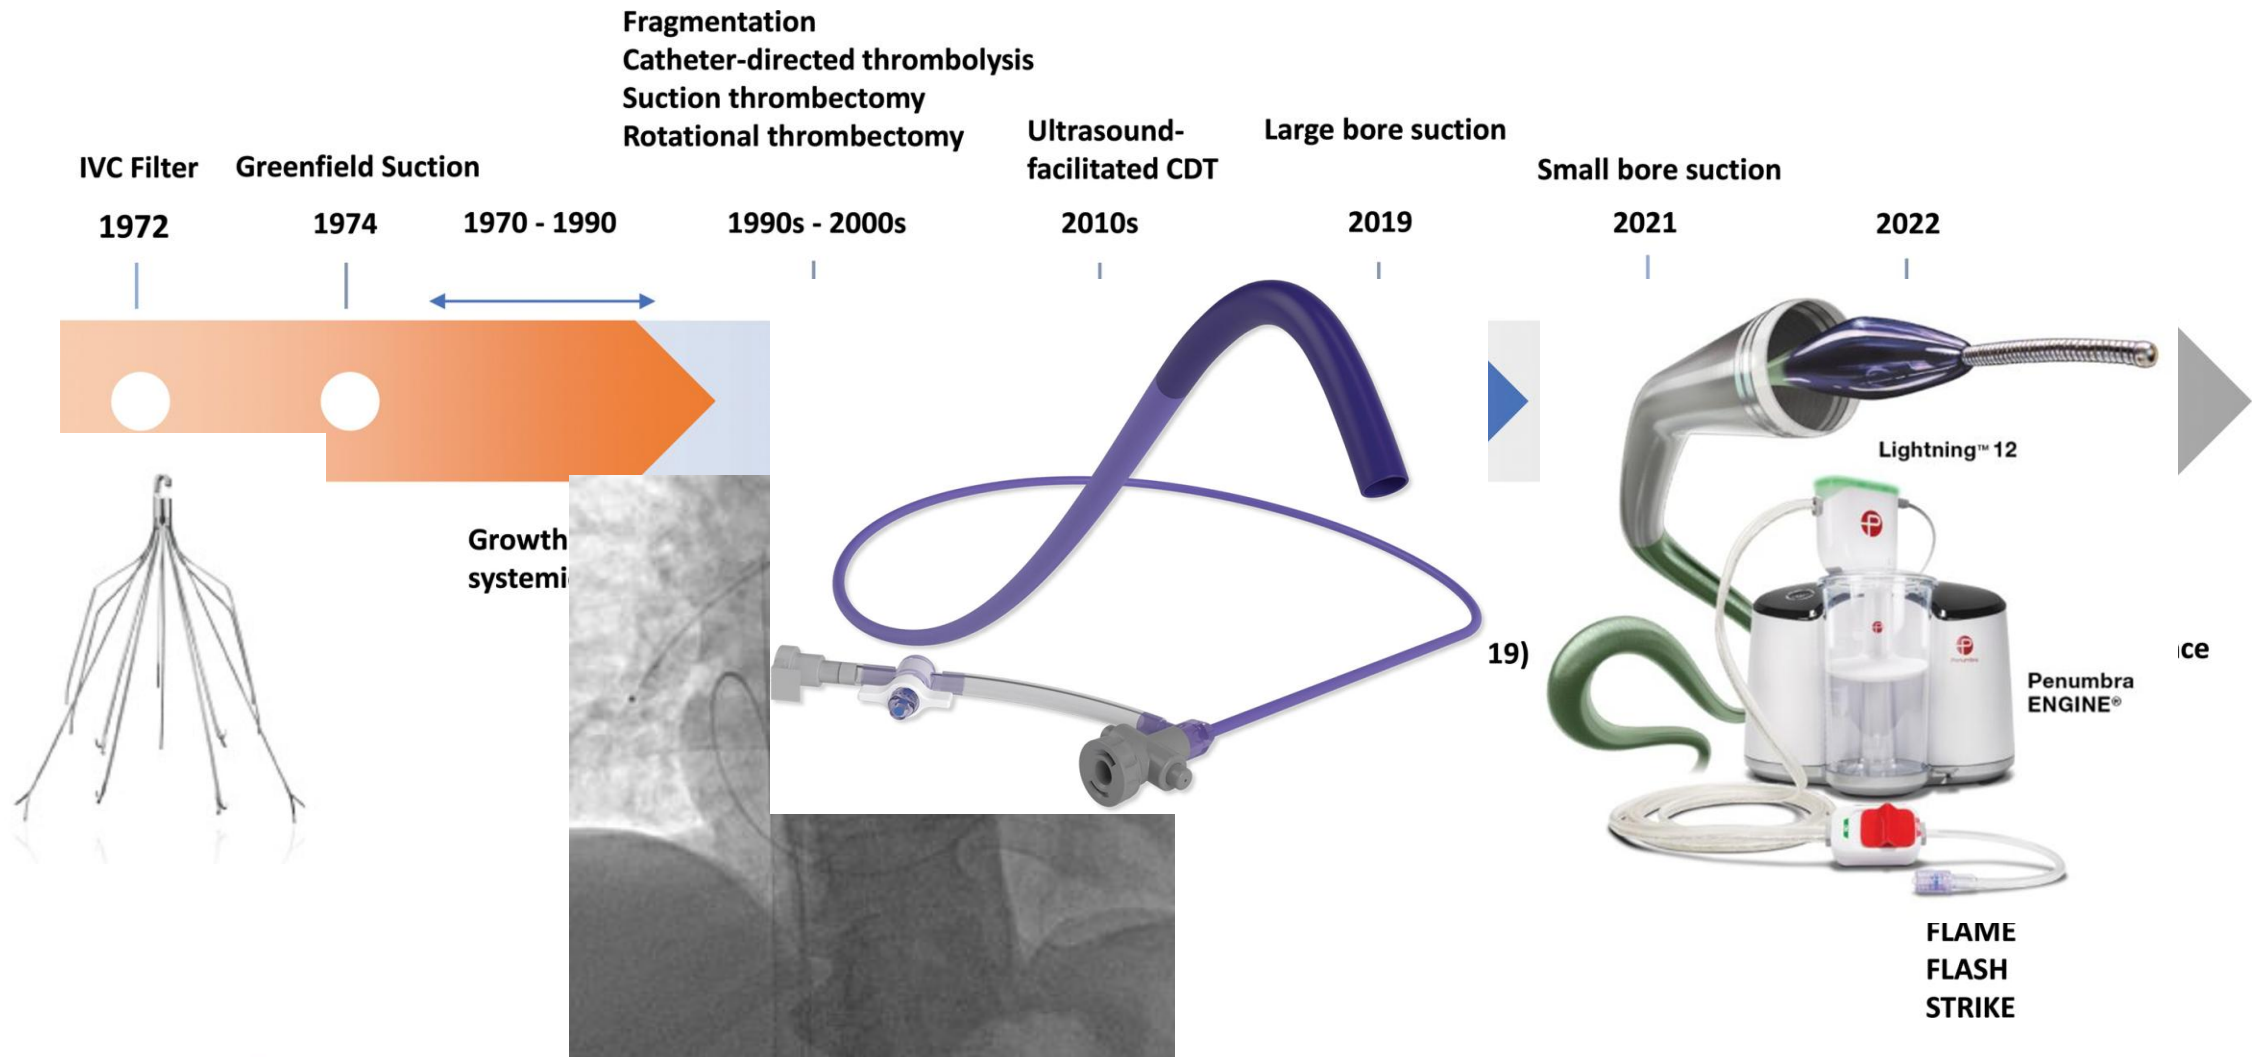 Fragmentation
Catheter-directed thrombolysis
Suction thrombectomy
Rotational thrombectomy
IVC Filter
Greenfield Suction
Ultrasound-
facilitated CDT
Large bore suction
Small bore suction
1972
1974
1970 - 1990
1990s - 2000s
2010s
2019
2021
2022
Lightning™ 12
Growth
19)
Penumbra
ENGINE®
FLAME
FLASH
STRIKE